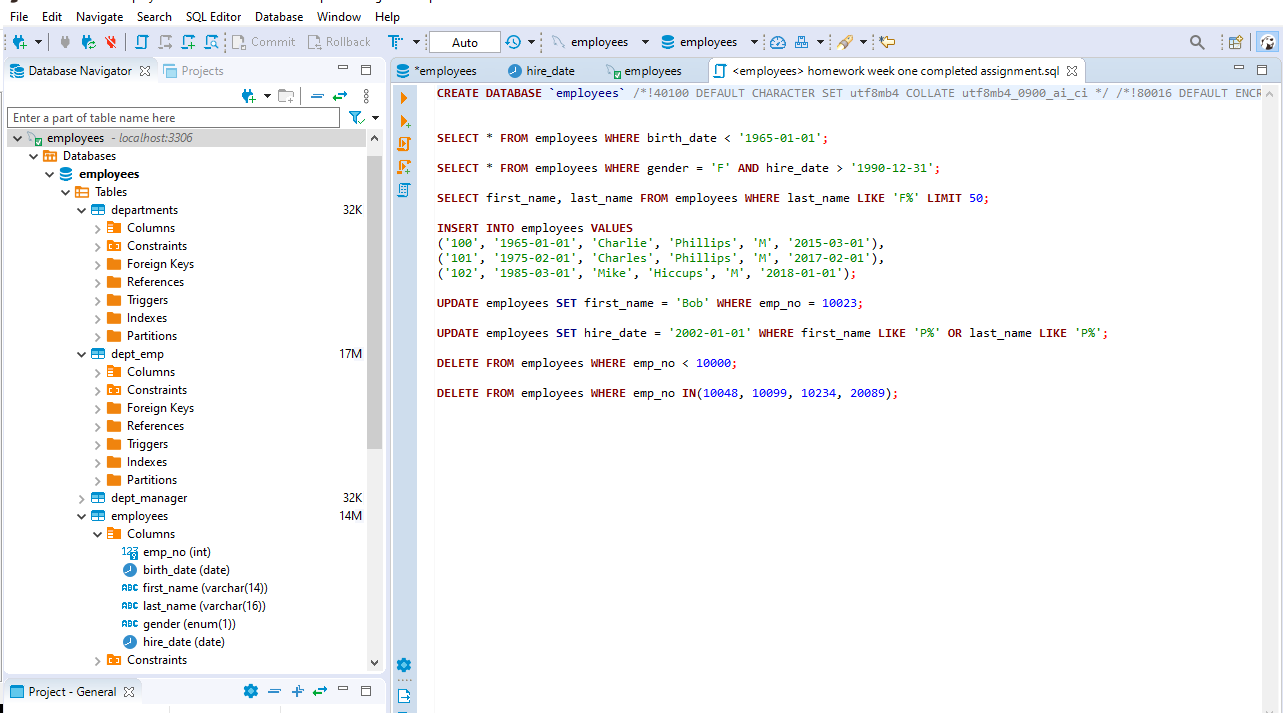 File Edit Navigate Search SQL Editor Database Window Help
Commit Rollback Auto employees employees
Database Navigator Projects
*employees hire_date employees <employees> homework week one completed assignment.sql
Enter a part of table name here
employees - localhost:3306
Databases
employees
Tables
departments 32K
Columns
Constraints
Foreign Keys
References
Triggers
Indexes
Partitions
dept_emp 17M
Columns
Constraints
Foreign Keys
References
Triggers
Indexes
Partitions
dept_manager 32K
employees 14M
Columns
123 emp_no (int)
birth_date (date)
ABC first_name (varchar(14))
ABC last_name (varchar(16))
ABC gender (enum(1))
hire_date (date)
Constraints
Project - General
CREATE DATABASE `employees` /*!40100 DEFAULT CHARACTER SET utf8mb4 COLLATE utf8mb4_0900_ai_ci */ /*!80016 DEFAULT ENCR
SELECT * FROM employees WHERE birth_date < '1965-01-01';
SELECT * FROM employees WHERE gender = 'F' AND hire_date > '1990-12-31';
SELECT first_name, last_name FROM employees WHERE last_name LIKE 'F%' LIMIT 50;
INSERT INTO employees VALUES
('100', '1965-01-01', 'Charlie', 'Phillips', 'M', '2015-03-01'),
('101', '1975-02-01', 'Charles', 'Phillips', 'M', '2017-02-01'),
('102', '1985-03-01', 'Mike', 'Hiccups', 'M', '2018-01-01');
UPDATE employees SET first_name = 'Bob' WHERE emp_no = 10023;
UPDATE employees SET hire_date = '2002-01-01' WHERE first_name LIKE 'P%' OR last_name LIKE 'P%';
DELETE FROM employees WHERE emp_no < 10000;
DELETE FROM employees WHERE emp_no IN(10048, 10099, 10234, 20089);